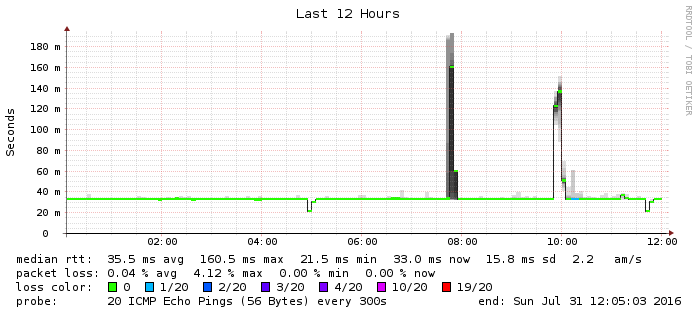 Last 12 Hours
RRDTOOL / TOBI OETIKER
Seconds
180 m
160 m
140 m
120 m
100 m
80 m
60 m
40 m
20 m
0
02:00 04:00 06:00 08:00 10:00 12:00
median rtt: 35.5 ms avg 160.5 ms max 21.5 ms min 33.0 ms now 15.8 ms sd 2.2 am/s
packet loss: 0.04 % avg 4.12 % max 0.00 % min 0.00 % now
loss color: 0 1/20 2/20 3/20 4/20 10/20 19/20
probe: 20 ICMP Echo Pings (56 Bytes) every 300s end: Sun Jul 31 12:05:03 2016